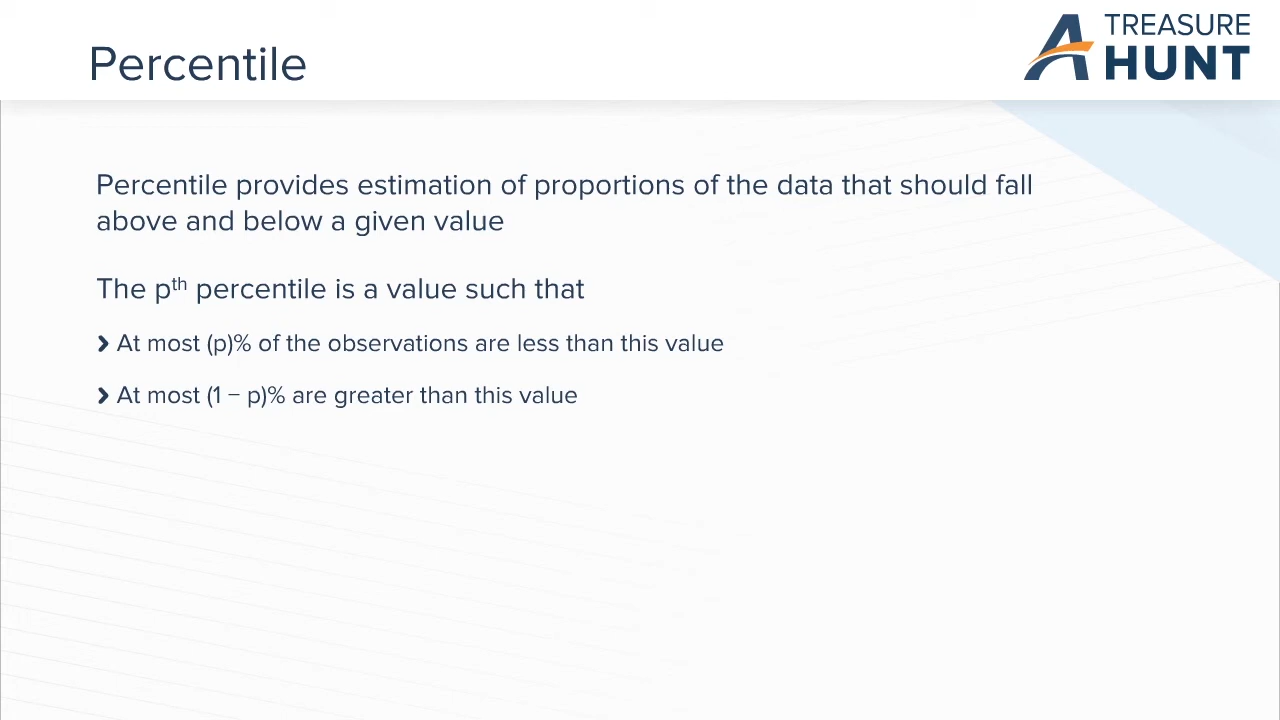 Percentile
TREASURE
HUNT
Percentile provides estimation of proportions of the data that should fall
above and below a given value
The pth percentile is a value such that
At most (p)% of the observations are less than this value
At most (1 − p)% are greater than this value